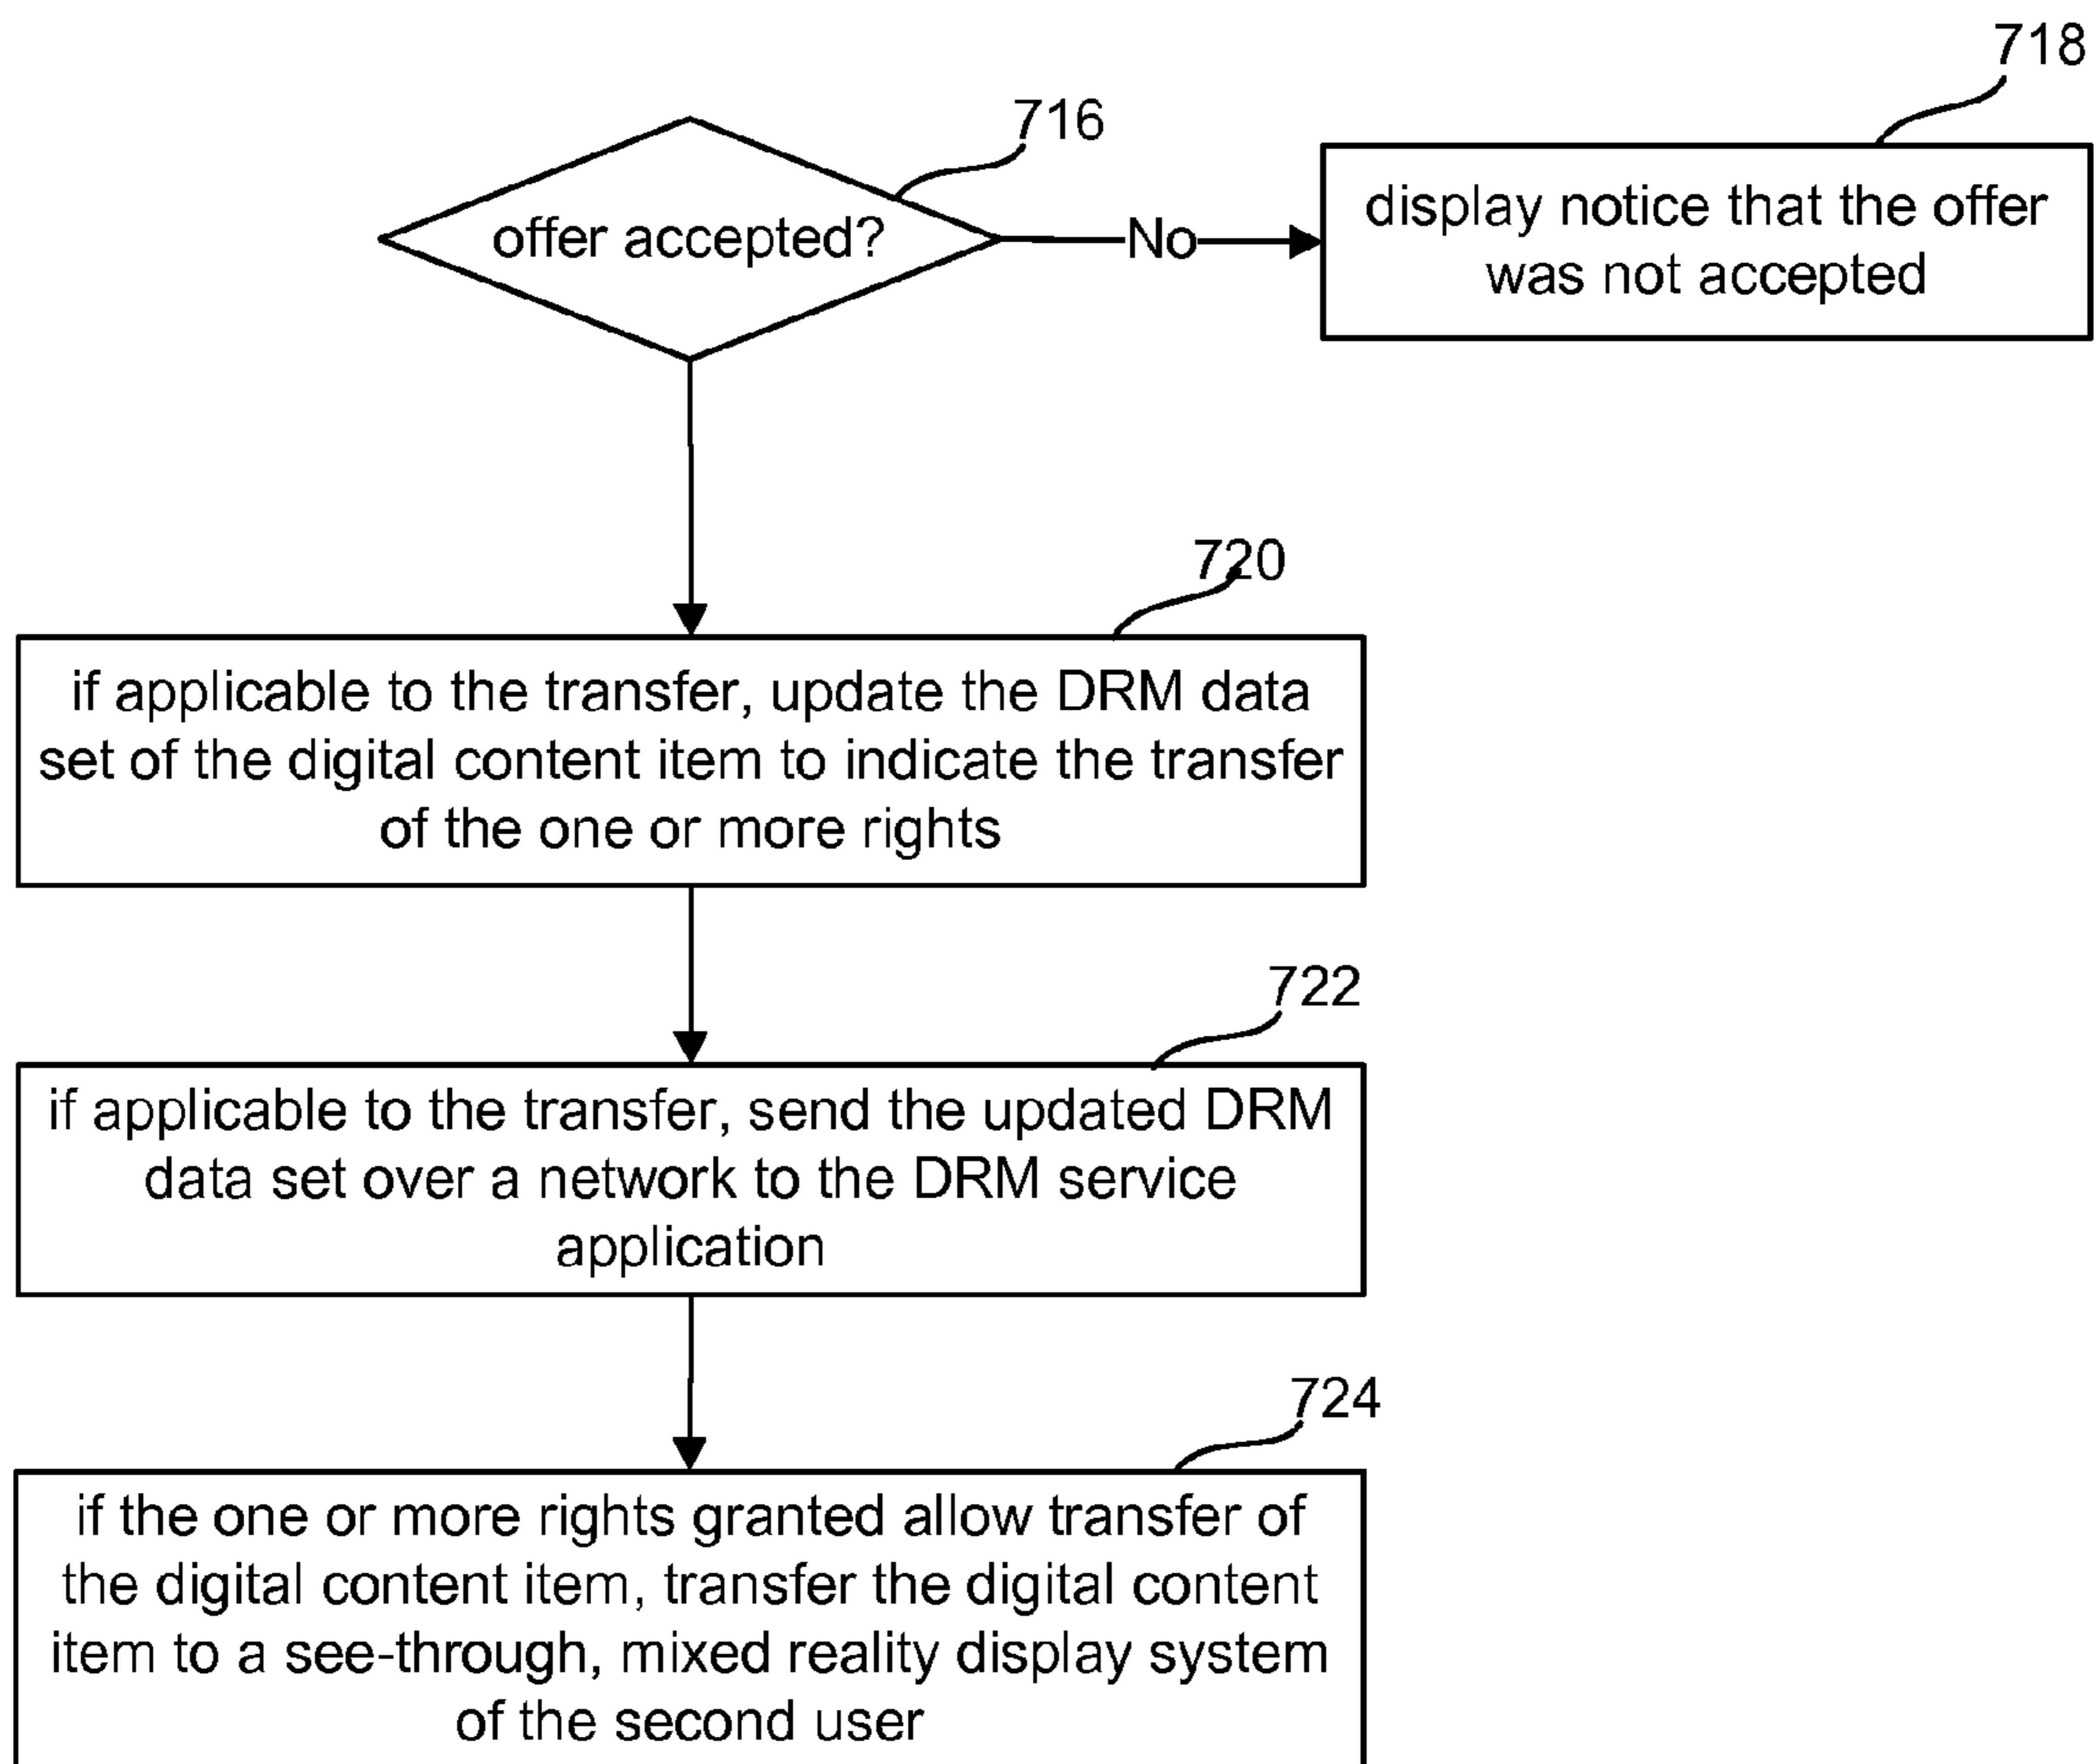 718
716
offer accepted?
No
display notice that the offer
was not accepted
720
if applicable to the transfer, update the DRM data
set of the digital content item to indicate the transfer
of the one or more rights
722
if applicable to the transfer, send the updated DRM
data set over a network to the DRM service
application
724
if the one or more rights granted allow transfer of
the digital content item, transfer the digital content
item to a see-through, mixed reality display system
of the second user